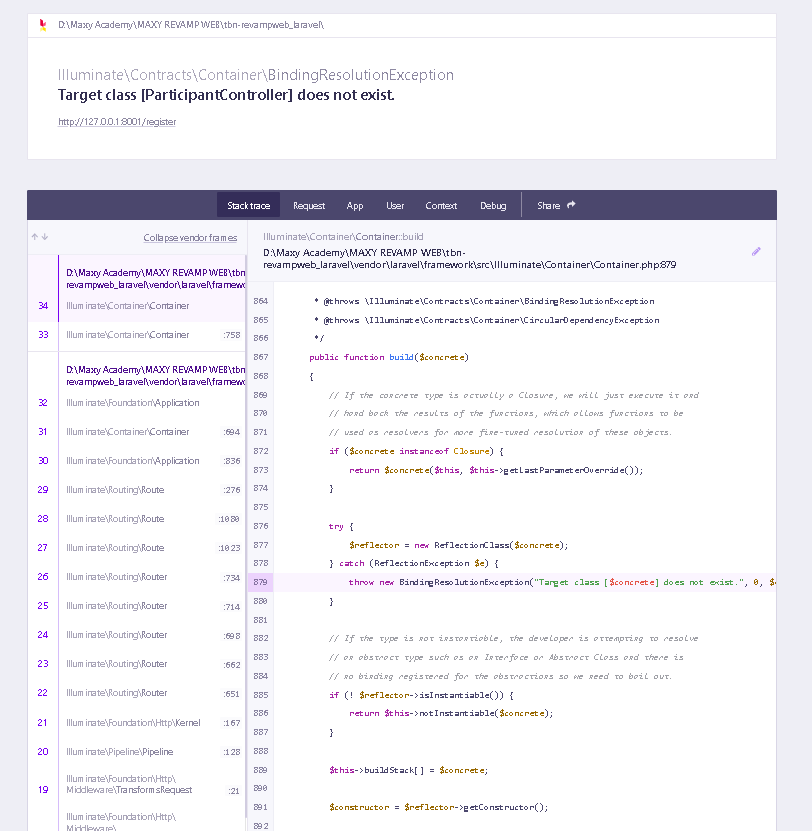 D:\Maxy Academy\MAXY REVAMP WEB\tbn-revampweb_laravel\
Illuminate\Contracts\Container\BindingResolutionException
Target class [ParticipantController] does not exist.
http://127.0.0.1:8001/register
Stack trace Request App User Context Debug Share
Collapse vendor frames
D:\Maxy Academy\MAXY REVAMP WEB\tbn
revampweb_laravel\vendor\laravel\framewo
34 Illuminate\Container\Container
33 Illuminate\Container\Container :758
D:\Maxy Academy\MAXY REVAMP WEB\tbn
revampweb_laravel\vendor\laravel\framewo
32 Illuminate\Foundation\Application
31 Illuminate\Container\Container :694
30 Illuminate\Foundation\Application :836
29 Illuminate\Routing\Route :276
28 Illuminate\Routing\Route :1080
27 Illuminate\Routing\Route :1023
26 Illuminate\Routing\Router :734
25 Illuminate\Routing\Router :714
24 Illuminate\Routing\Router :698
23 Illuminate\Routing\Router :662
22 Illuminate\Routing\Router :651
21 Illuminate\Foundation\Http\Kernel :167
20 Illuminate\Pipeline\Pipeline :128
19 Illuminate\Foundation\Http\
Middleware\TransformsRequest :21
Illuminate\Foundation\Http\
Middleware\
Illuminate\Container\Container::build
D:\Maxy Academy\MAXY REVAMP WEB\tbn-
revampweb_laravel\vendor\laravel\framework\src\Illuminate\Container\Container.php:879
864 * @throws \Illuminate\Contracts\Container\BindingResolutionException
865 * @throws \Illuminate\Contracts\Container\CircularDependencyException
866 */
867 public function build($concrete)
868 {
869 // If the concrete type is actually a Closure, we will just execute it and
870 // hand back the results of the functions, which allows functions to be
871 // used as resolvers for more fine-tuned resolution of these objects.
872 if ($concrete instanceof Closure) {
873 return $concrete($this, $this->getLastParameterOverride());
874 }
875
876 try {
877 $reflector = new ReflectionClass($concrete);
878 } catch (ReflectionException $e) {
879 throw new BindingResolutionException("Target class [$concrete] does not exist.", 0, $e
880 }
881
882 // If the type is not instantiable, the developer is attempting to resolve
883 // an abstract type such as an Interface or Abstract Class and there is
884 // no binding registered for the abstractions so we need to bail out.
885 if (! $reflector->isInstantiable()) {
886 return $this->notInstantiable($concrete);
887 }
888
889 $this->buildStack[] = $concrete;
890
891 $constructor = $reflector->getConstructor();
892